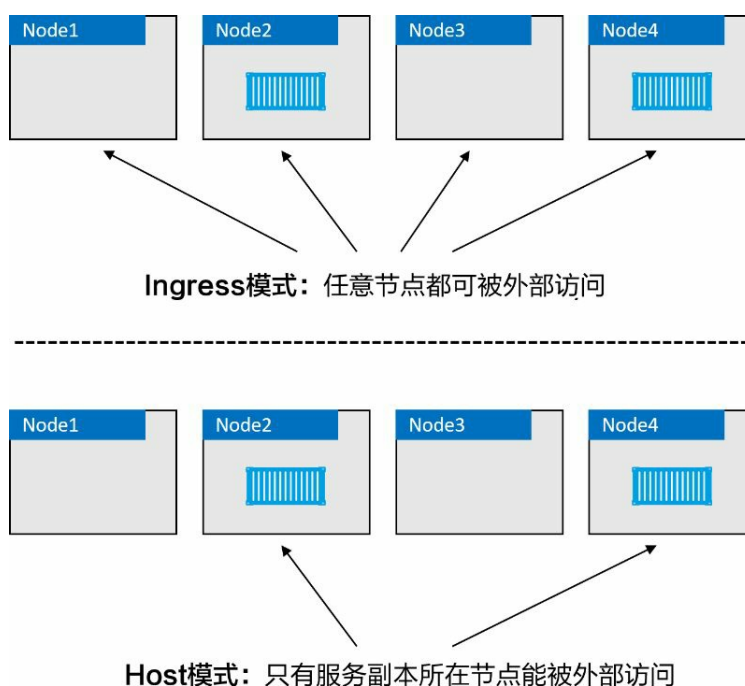 Node1
Node2
Node3
Node4
Ingress模式：任意节点都可被外部访问
Node1
Node2
Node3
Node4
Host模式：只有服务副本所在节点能被外部访问